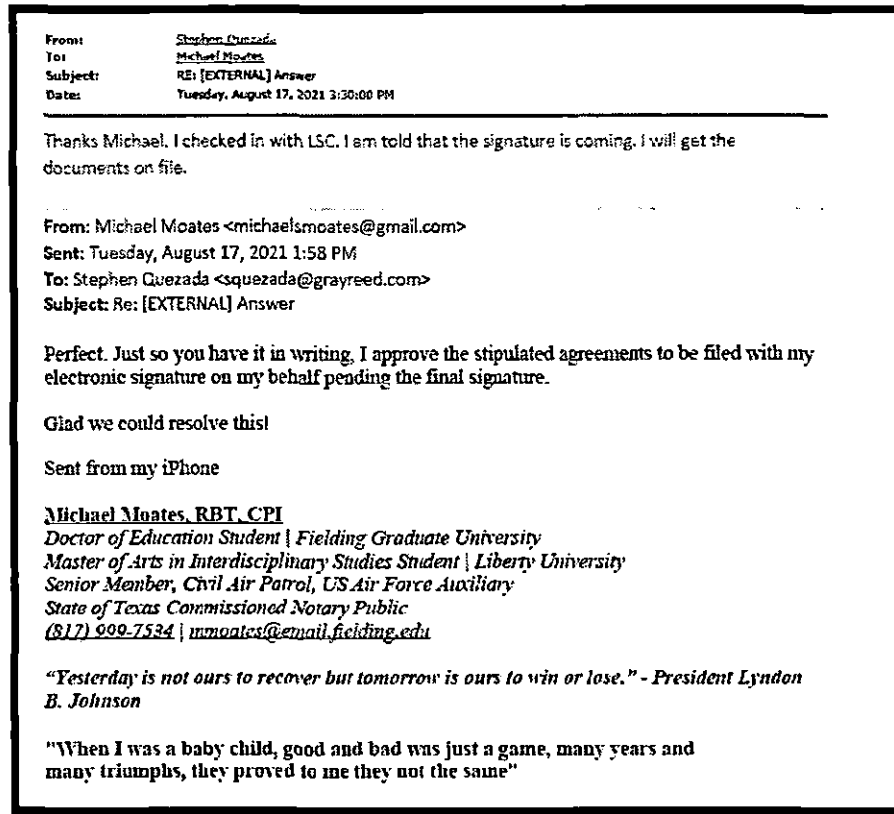 From: Stephen Quezada
To: Michael Moates
Subject: RE: [EXTERNAL] Answer
Date: Tuesday, August 17, 2021 3:30:00 PM
Thanks Michael. I checked in with LSC. I am told that the signature is coming. I will get the
documents on file.
From: Michael Moates <michaelsmoates@gmail.com>
Sent: Tuesday, August 17, 2021 1:58 PM
To: Stephen Quezada <squezada@grayreed.com>
Subject: Re: [EXTERNAL] Answer
Perfect. Just so you have it in writing, I approve the stipulated agreements to be filed with my
electronic signature on my behalf pending the final signature.
Glad we could resolve this!
Sent from my iPhone
Michael Moates, RBT, CPI
Doctor of Education Student | Fielding Graduate University
Master of Arts in Interdisciplinary Studies Student | Liberty University
Senior Member, Civil Air Patrol, US Air Force Auxiliary
State of Texas Commissioned Notary Public
(817) 999-7534 | mmoates@email.fielding.edu
"Yesterday is not ours to recover but tomorrow is ours to win or lose." - President Lyndon
B. Johnson
"When I was a baby child, good and bad was just a game, many years and
many triumphs, they proved to me they not the same"